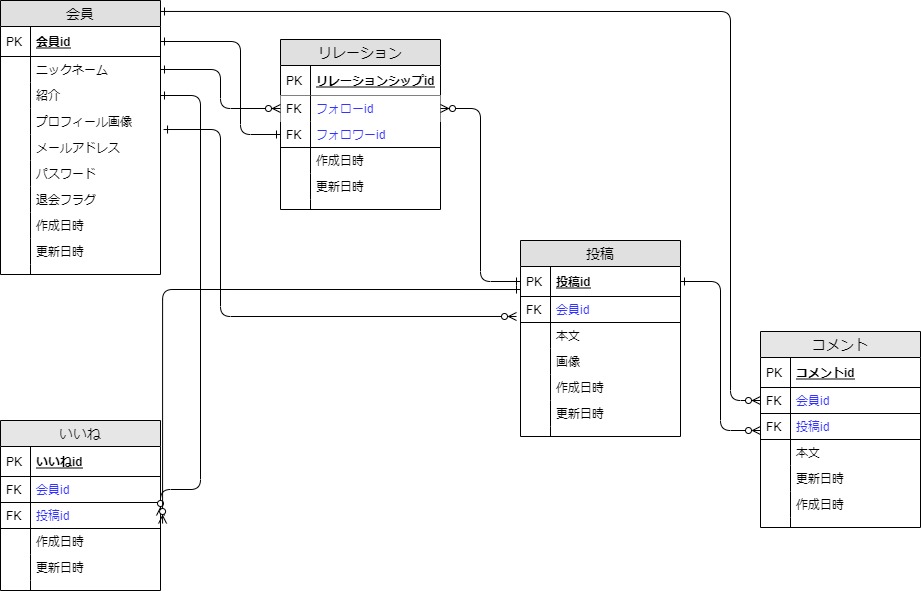 会員
PK 会員id
ニックネーム
紹介
プロフィール画像
メールアドレス
パスワード
退会フラグ
作成日時
更新日時
リレーション
PK リレーションシップid
FK フォローid
FK フォロワーid
作成日時
更新日時
投稿
PK 投稿id
FK 会員id
本文
画像
作成日時
更新日時
コメント
PK コメントid
FK 会員id
FK 投稿id
本文
更新日時
作成日時
いいね
PK いいねid
FK 会員id
FK 投稿id
作成日時
更新日時